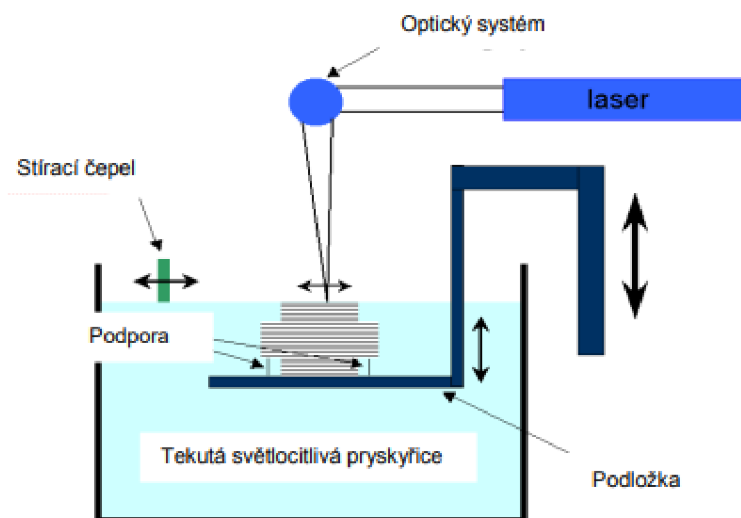 Optický systém
laser
Stírací čepel
Podpora
Tekutá světlocitlivá pryskyřice
Podložka